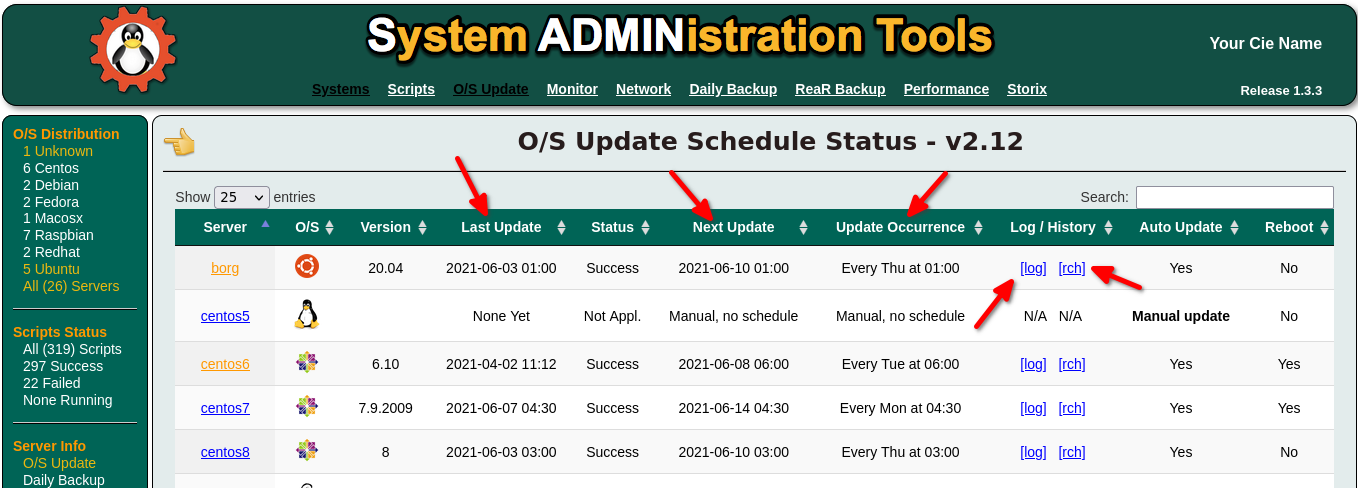 System ADMINistration Tools
Your Cie Name
Systems Scripts O/S Update Monitor Network Daily Backup ReaR Backup Performance Storix
Release 1.3.3
O/S Distribution
1 Unknown
6 Centos
2 Debian
2 Fedora
1 Macosx
7 Raspbian
2 Redhat
5 Ubuntu
All (26) Servers
Scripts Status
All (319) Scripts
297 Success
22 Failed
None Running
Server Info
O/S Update
Daily Backup
O/S Update Schedule Status - v2.12
Show 25 entries
Search:
Server O/S Version Last Update Status Next Update Update Occurrence Log / History Auto Update Reboot
borg 20.04 2021-06-03 01:00 Success 2021-06-10 01:00 Every Thu at 01:00 [log] [rch] Yes No
centos5 None Yet Not Appl. Manual, no schedule Manual, no schedule N/A N/A Manual update No
centos6 6.10 2021-04-02 11:12 Success 2021-06-08 06:00 Every Tue at 06:00 [log] [rch] Yes Yes
centos7 7.9.2009 2021-06-07 04:30 Success 2021-06-14 04:30 Every Mon at 04:30 [log] [rch] Yes Yes
centos8 8 2021-06-03 03:00 Success 2021-06-10 03:00 Every Thu at 03:00 [log] [rch] Yes No